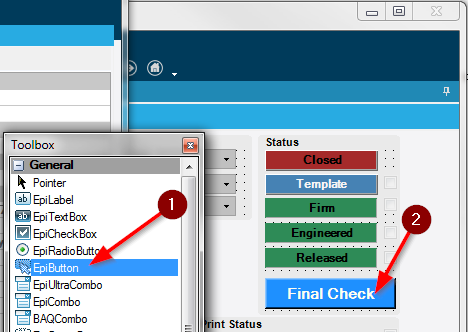 Toolbox
General
Pointer
EpiLabel
EpiTextBox
EpiCheckBox
EpiRadioButto
EpiButton
EpiUltraCombo
EpiCombo
BAQCombo
1
Status
Closed
Template
Firm
Engineered
Released
2
Final Check
Print Status